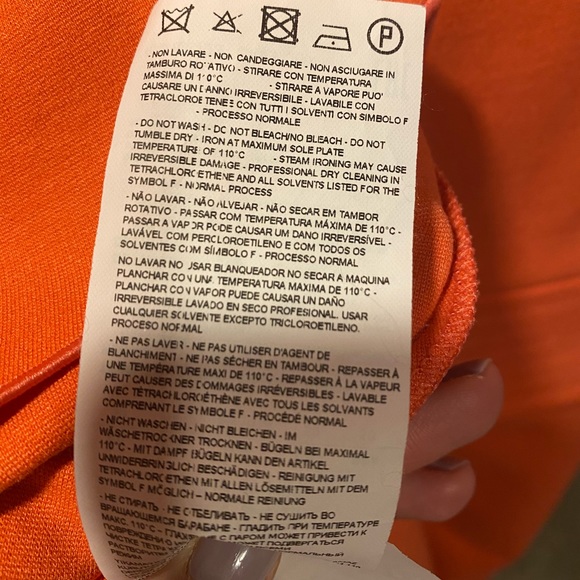 P
- NON LAVARE - NON CANDEGGIARE - NON ASCIUGARE IN
TAMBURO ROTATIVO - STIRARE CON TEMPERATURA
MASSIMA DI 110°C - STIRARE A VAPORE PUO'
CAUSARE UN DANNO IRREVERSIBILE - LAVABILE CON
TETRACLOROETENE CON TUTTI I SOLVENTI CON SIMBOLO F
- PROCESSO NORMALE
- DO NOT WASH - DO NOT BLEACH/NO BLEACH - DO NOT
TUMBLE DRY - IRON AT MAXIMUM SOLE PLATE
TEMPERATURE OF 110°C - STEAM IRONING MAY CAUSE
IRREVERSIBLE DAMAGE - PROFESSIONAL DRY CLEANING IN
TETRACHLOROETHENE AND ALL SOLVENTS LISTED FOR THE
SYMBOL F - NORMAL PROCESS
- NÃO LAVAR - NÃO ALVEJAR - NÃO SECAR EM TAMBOR
ROTATIVO - PASSAR COM TEMPERATURA MÁXIMA DE 110°C -
PASSAR A VAPOR PODE CAUSAR UM DANO IRREVERSIVEL -
LAVÁVEL COM PERCLOROETILENO E COM TODOS OS
SOLVENTES COM SIMBOLO F - PROCESSO NORMAL
NO LAVAR NO USAR BLANQUEADOR NO SECAR A MAQUINA
PLANCHAR CON UNA TEMPERATURA MAXIMA DE 110°C -
PLANCHAR CON VAPOR PUEDE CAUSAR UN DAÑO
IRREVERSIBLE LAVADO EN SECO PROFESIONAL. USAR
CUALQUIER SOLVENTE EXCEPTO TRICLOROETILENO.
PROCESO NORMAL
- NE PAS LAVER - NE PAS UTILISER D'AGENT DE
BLANCHIMENT - NE PAS SÉCHER EN TAMBOUR - REPASSER À
UNE TEMPÉRATURE MAXI DE 110°C - REPASSER À LA VAPEUR
PEUT CAUSER DES DOMMAGES IRRÉVERSIBLES - LAVABLE
AVEC TÉTRACHLOROÉTHÈNE AVEC TOUS LES SOLVANTS
COMPRENANT LE SYMBOLE F - PROCÉDÉ NORMAL
- NICHT WASCHEN - NICHT BLEICHEN - IM
WÄSCHETROCKNER TROCKNEN - BÜGELN BEI MAXIMAL
110°C - MIT DAMPF BÜGELN KANN DEN ARTIKEL
UNWIDERBRINGLICH BESCHÄDIGEN - REINIGUNG MIT
TETRACHLOROETHEN MIT ALLEN LÖSEMITTELN MIT DEM
SYMBOL F MÖGLICH - NORMALE REINIUNG
- НЕ СТИРАТЬ - НЕ ОТБЕЛИВАТЬ - НЕ СУШИТЬ ВО
ВРАЩАЮЩЕМСЯ БАРАБАНЕ - ГЛАДИТЬ ПРИ ТЕМПЕРАТУРЕ
МАКС. 110°C - ГЛАЖ С ПАРОМ МОЖЕТ ПРИВЕСТИ К
ПОДВЕРГАТЬСЯ